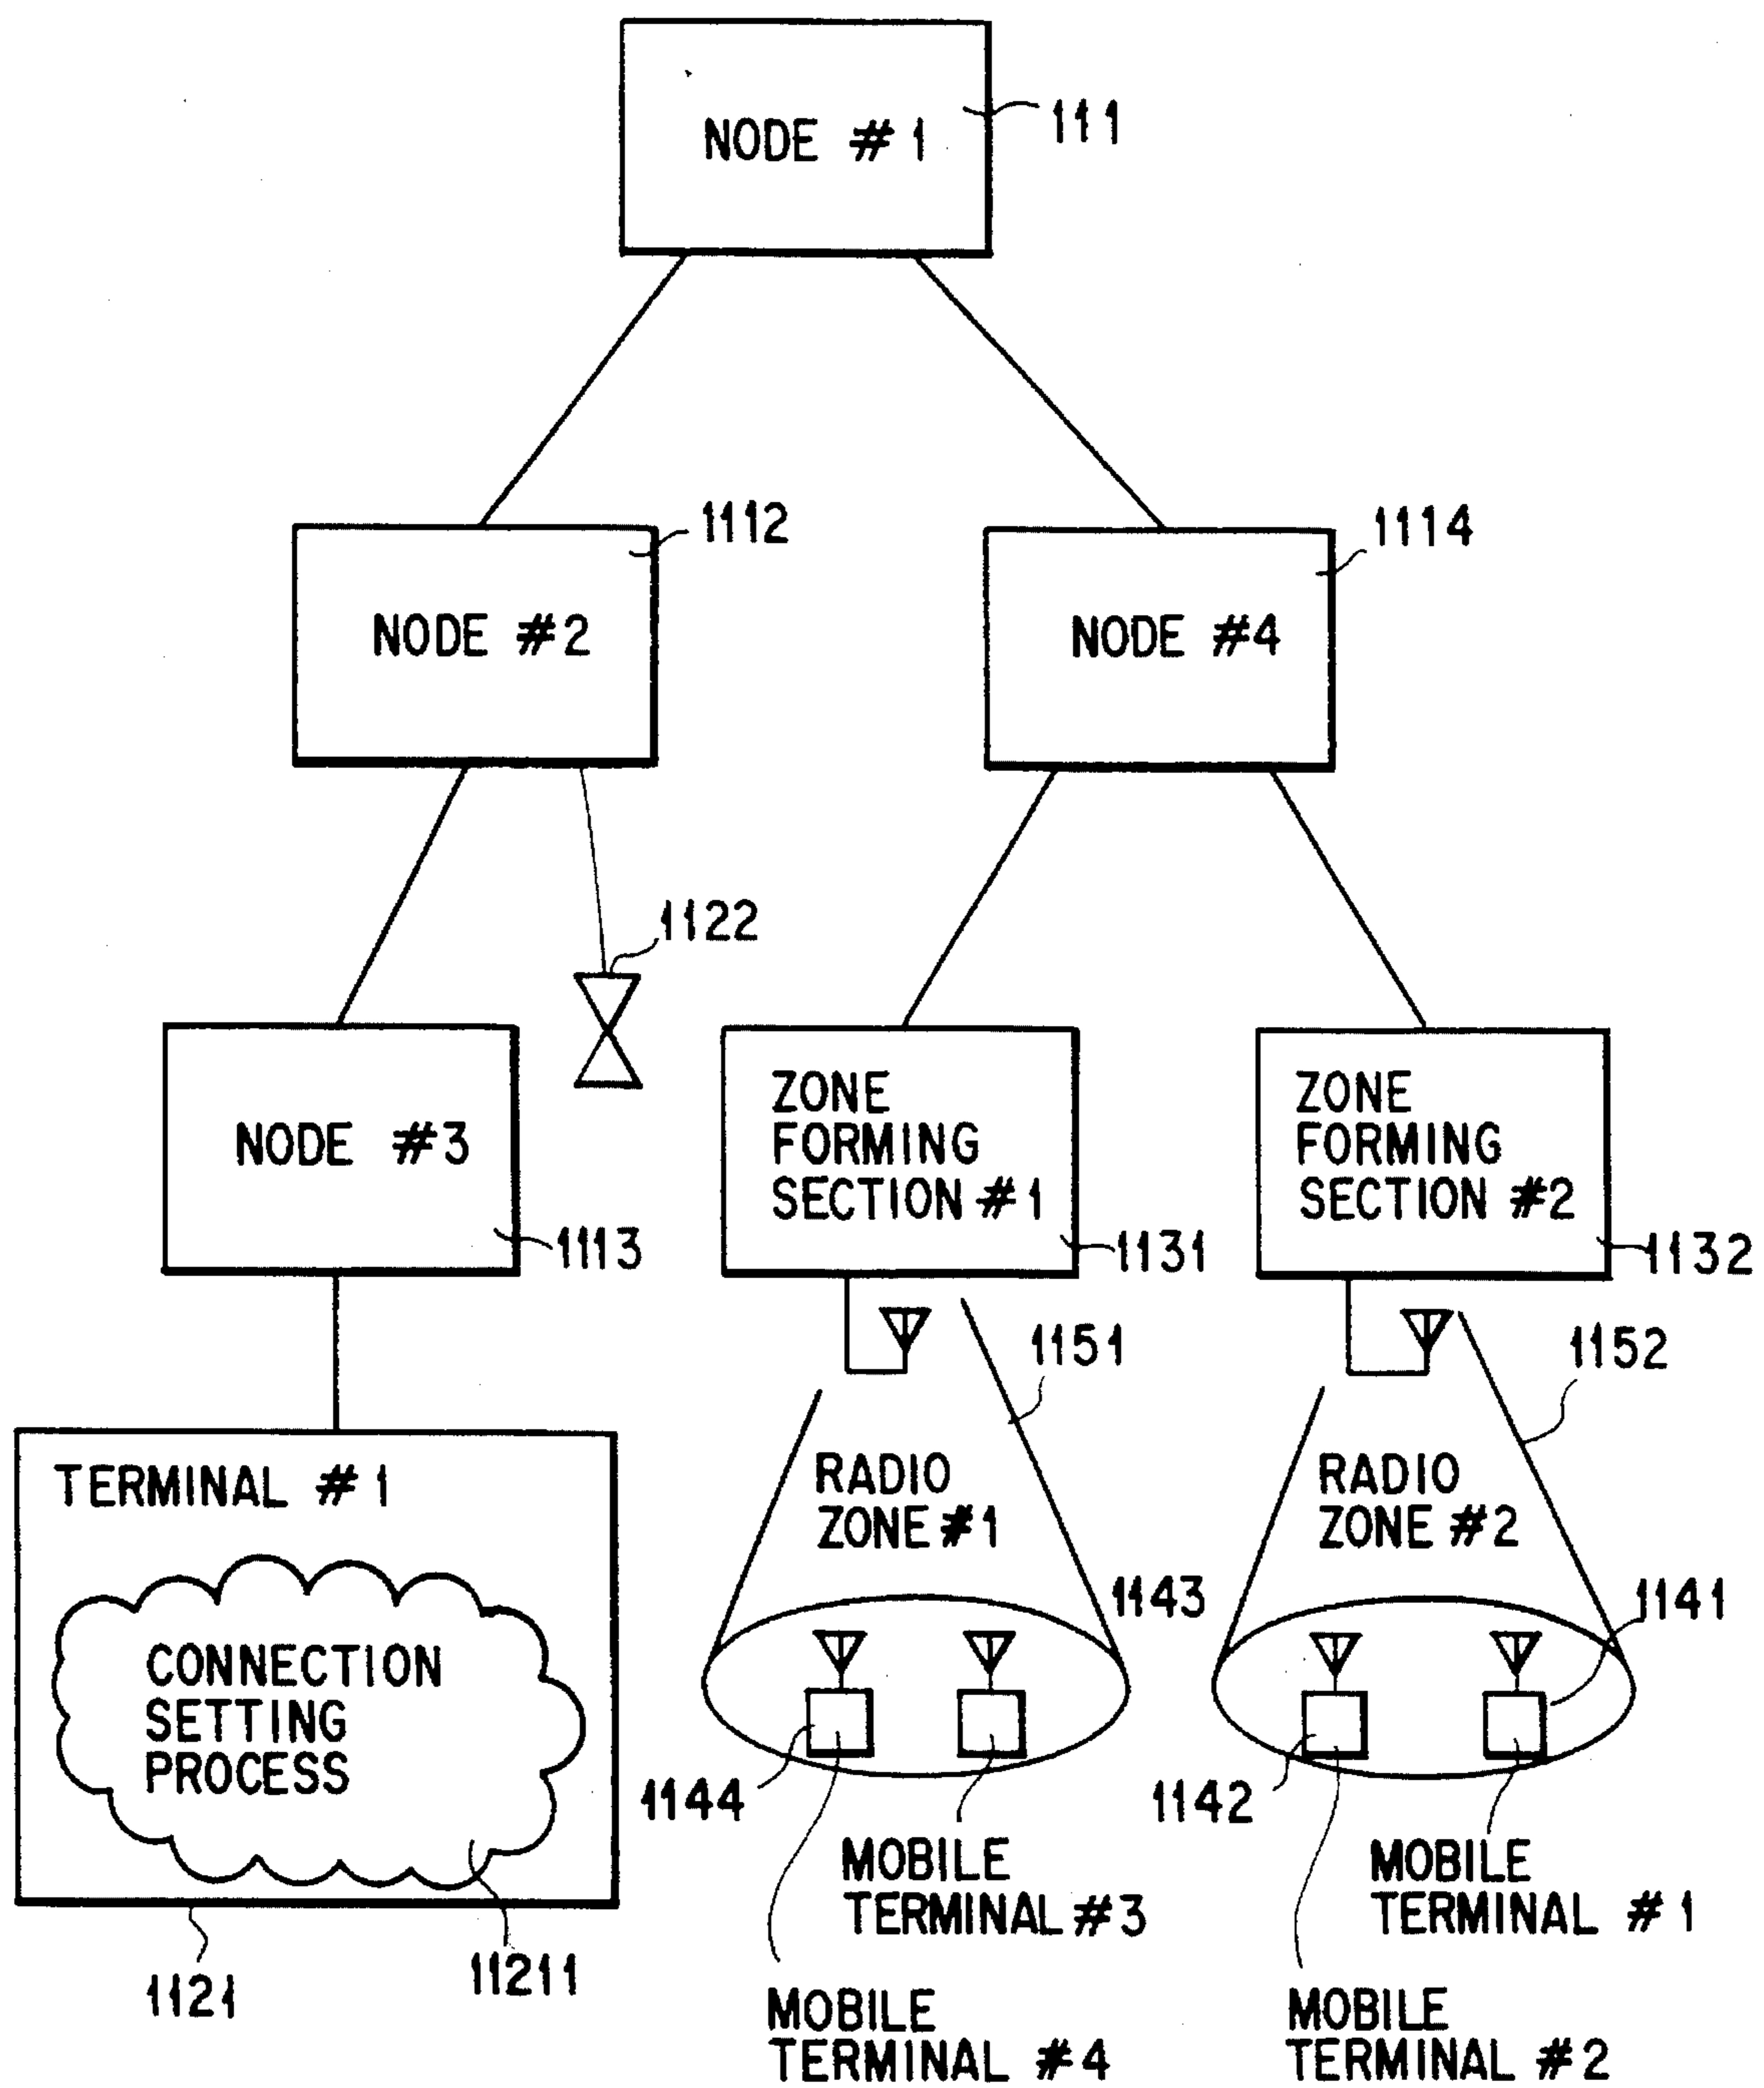 NODE #1
111
1112
1114
NODE #2
NODE #4
1122
ZONE
FORMING
SECTION #1
ZONE
FORMING
SECTION #2
NODE #3
1113
1131
1132
1151
1152
TERMINAL #1
RADIO
ZONE #1
RADIO
ZONE #2
1143
1141
CONNECTION
SETTING
PROCESS
1144
1142
MOBILE
TERMINAL #3
MOBILE
TERMINAL #1
1121
11211
MOBILE
TERMINAL #4
MOBILE
TERMINAL #2